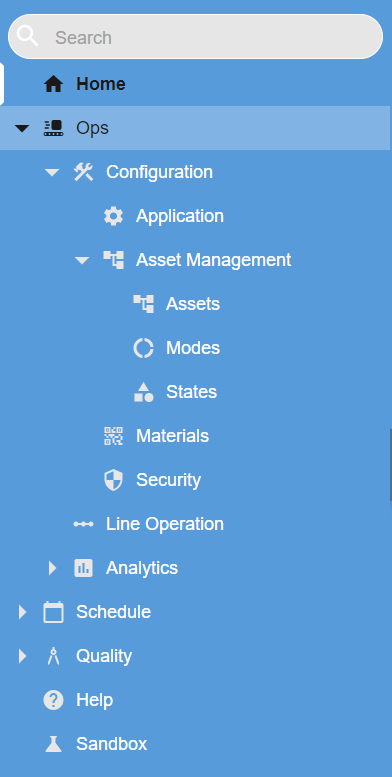 Search
Home
Ops
Configuration
Application
Asset Management
Assets
Modes
States
Materials
Security
Line Operation
Analytics
Schedule
Quality
Help
Sandbox